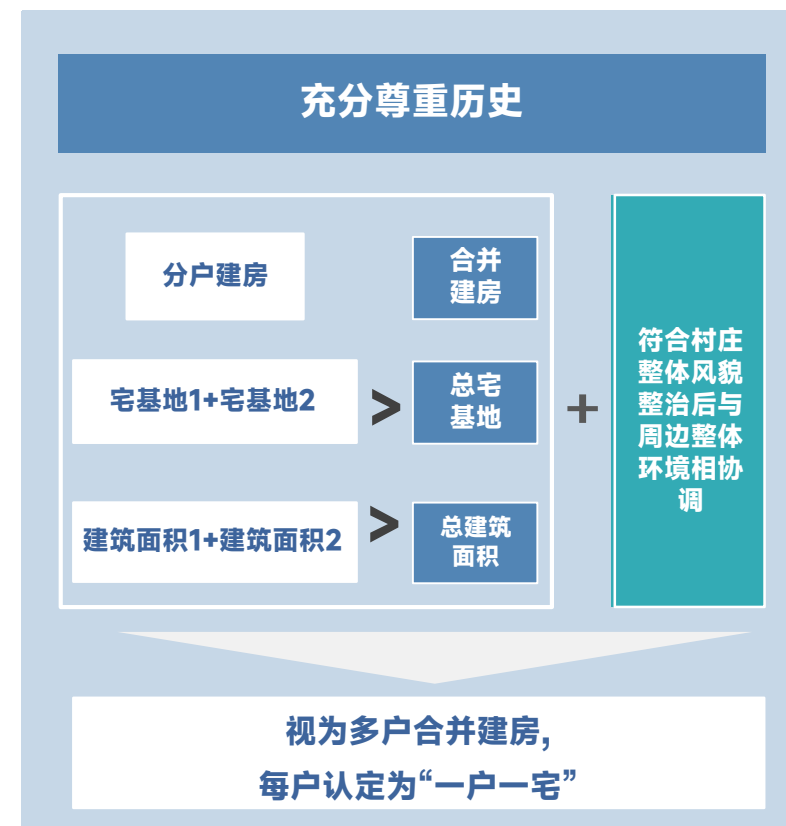 充分尊重历史
分户建房
合并
建房
宅基地1+宅基地2
>
总宅
基地
建筑面积1+建筑面积2
>
总建筑
面积
+
符合村庄
整体风貌
整治后与
周边整体
环境相协
调
视为多户合并建房，
每户认定为“一户一宅”